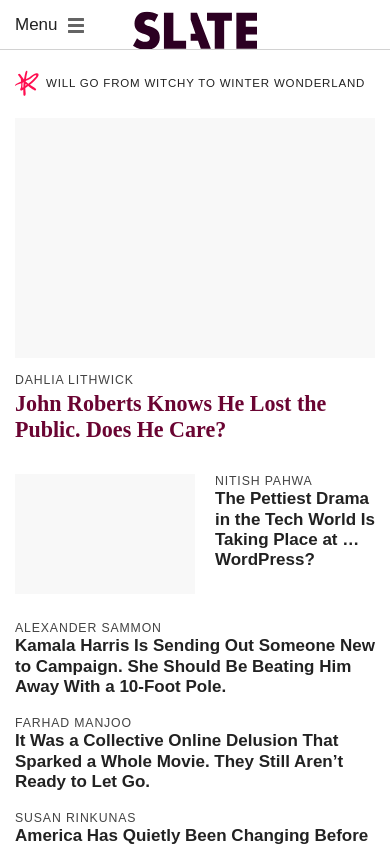 Menu
SLATE
WILL GO FROM WITCHY TO WINTER WONDERLAND
DAHLIA LITHWICK
John Roberts Knows He Lost the
Public. Does He Care?
NITISH PAHWA
The Pettiest Drama
in the Tech World Is
Taking Place at …
WordPress?
ALEXANDER SAMMON
Kamala Harris Is Sending Out Someone New
to Campaign. She Should Be Beating Him
Away With a 10-Foot Pole.
FARHAD MANJOO
It Was a Collective Online Delusion That
Sparked a Whole Movie. They Still Aren’t
Ready to Let Go.
SUSAN RINKUNAS
America Has Quietly Been Changing Before